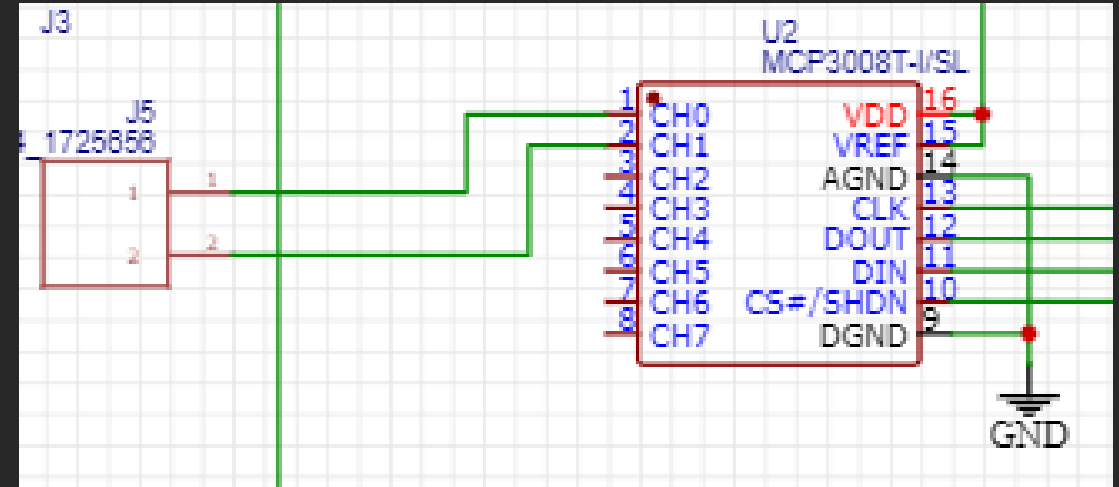 J3
U2
MCP3008T-I/SL
J5
4_1725656
1
2
1
2
1 CH0
2 CH1
3 CH2
4 CH3
5 CH4
6 CH5
7 CH6
8 CH7
VDD 16
VREF 15
AGND 14
CLK 13
DOUT 12
DIN 11
CS#/SHDN 10
DGND 9
GND